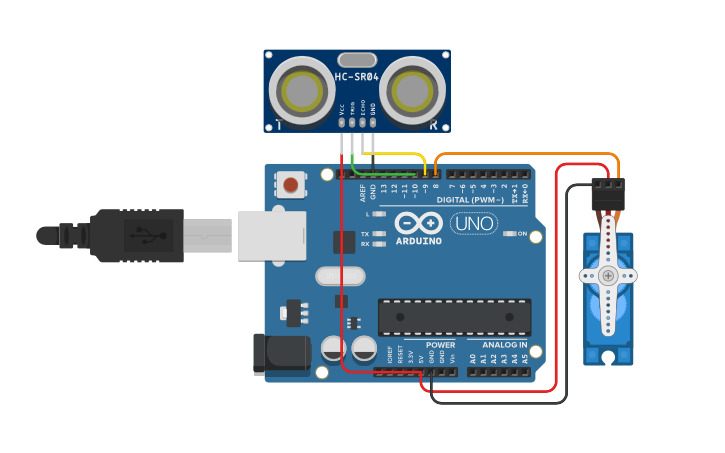 HC-SR04
Vcc
TRIG
ECHO
GND
T
R
AREF
GND
13
12
~11
~10
~9
8
7
~6
~5
4
~3
2
TX→1
RX←0
DIGITAL (PWM~)
L
TX
RX
ARDUINO
UNO
ON
POWER
ANALOG IN
IOREF
RESET
3.3V
5V
GND
GND
Vin
A0
A1
A2
A3
A4
A5